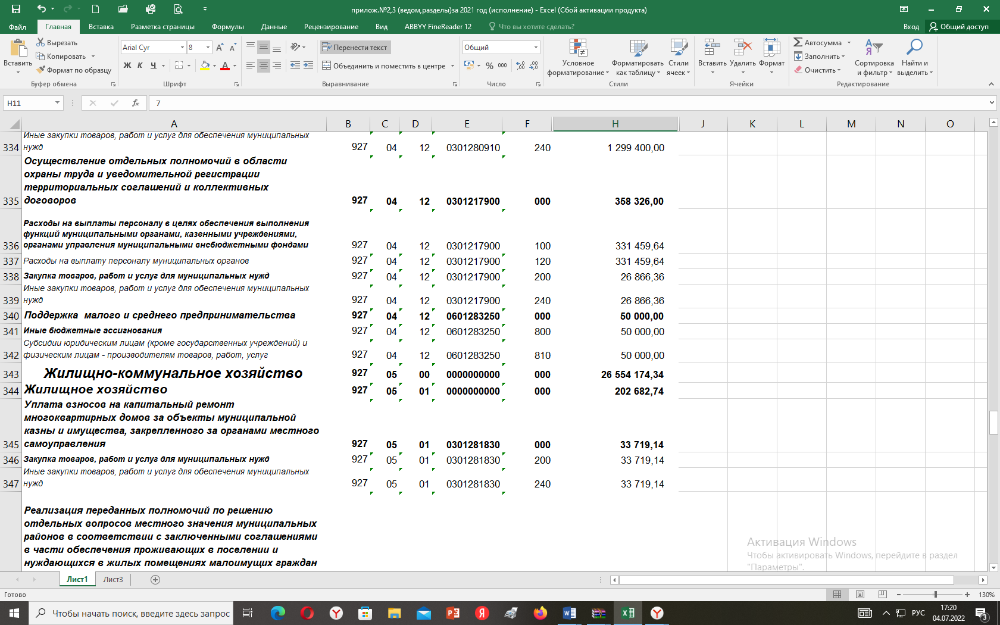 прилож.№2,3 (ведом,разделы)за 2021 год (исполнение) - Excel (Сбой активации продукта)
Файл Главная Вставка Разметка страницы Формулы Данные Рецензирование Вид ABBYY FineReader 12 Что вы хотите сделать? Вход Общий доступ
Вставить
Вырезать
Копировать
Формат по образцу
Буфер обмена
Arial Cyr 8
Ж К Ч
Шрифт
Перенести текст
Объединить и поместить в центре
Выравнивание
Общий
% 000
Число
Условное форматирование
Форматировать как таблицу
Стили ячеек
Стили
Вставить Удалить Формат
Ячейки
Автосумма
Заполнить
Очистить
Сортировка и фильтр
Найти и выделить
Редактирование
H11 fx 7
A B C D E F H J K L M N O
Иные закупки товаров, работ и услуг для обеспечения муниципальных
334 нужд 927 04 12 0301280910 240 1 299 400,00
Осуществление отдельных полномочий в области
охраны труда и уведомительной регистрации
территориальных соглашений и коллективных
335 договоров 927 04 12 0301217900 000 358 326,00
Расходы на выплаты персоналу в целях обеспечения выполнения
функций муниципальными органами, казенными учреждениями,
336 органами управления муниципальными внебюджетными фондами 927 04 12 0301217900 100 331 459,64
337 Расходы на выплату персоналу муниципальных органов 927 04 12 0301217900 120 331 459,64
338 Закупка товаров, работ и услуг для муниципальных нужд 927 04 12 0301217900 200 26 866,36
Иные закупки товаров, работ и услуг для обеспечения муниципальных
339 нужд 927 04 12 0301217900 240 26 866,36
340 Поддержка малого и среднего предпринимательства 927 04 12 0601283250 000 50 000,00
341 Иные бюджетные ассигнования 927 04 12 0601283250 800 50 000,00
Субсидии юридическим лицам (кроме государственных учреждений) и
342 физическим лицам - производителям товаров, работ, услуг 927 04 12 0601283250 810 50 000,00
343 Жилищно-коммунальное хозяйство 927 05 00 0000000000 000 26 554 174,34
344 Жилищное хозяйство 927 05 01 0000000000 000 202 682,74
Уплата взносов на капитальный ремонт
многоквартирных домов за объекты муниципальной
казны и имущества, закрепленного за органами местного
345 самоуправления 927 05 01 0301281830 000 33 719,14
346 Закупка товаров, работ и услуг для муниципальных нужд 927 05 01 0301281830 200 33 719,14
Иные закупки товаров, работ и услуг для обеспечения муниципальных
347 нужд 927 05 01 0301281830 240 33 719,14
Реализация переданных полномочий по решению
отдельных вопросов местного значения муниципальных
районов в соответствии с заключенными соглашениями
в части обеспечения проживающих в поселении и
нуждающихся в жилых помещениях малоимущих граждан
Активация Windows
Чтобы активировать Windows, перейдите в раздел
"Параметры".
Лист1 Лист3
Готово 130%
Чтобы начать поиск, введите здесь запрос
РУС 17:20
04.07.2022
3